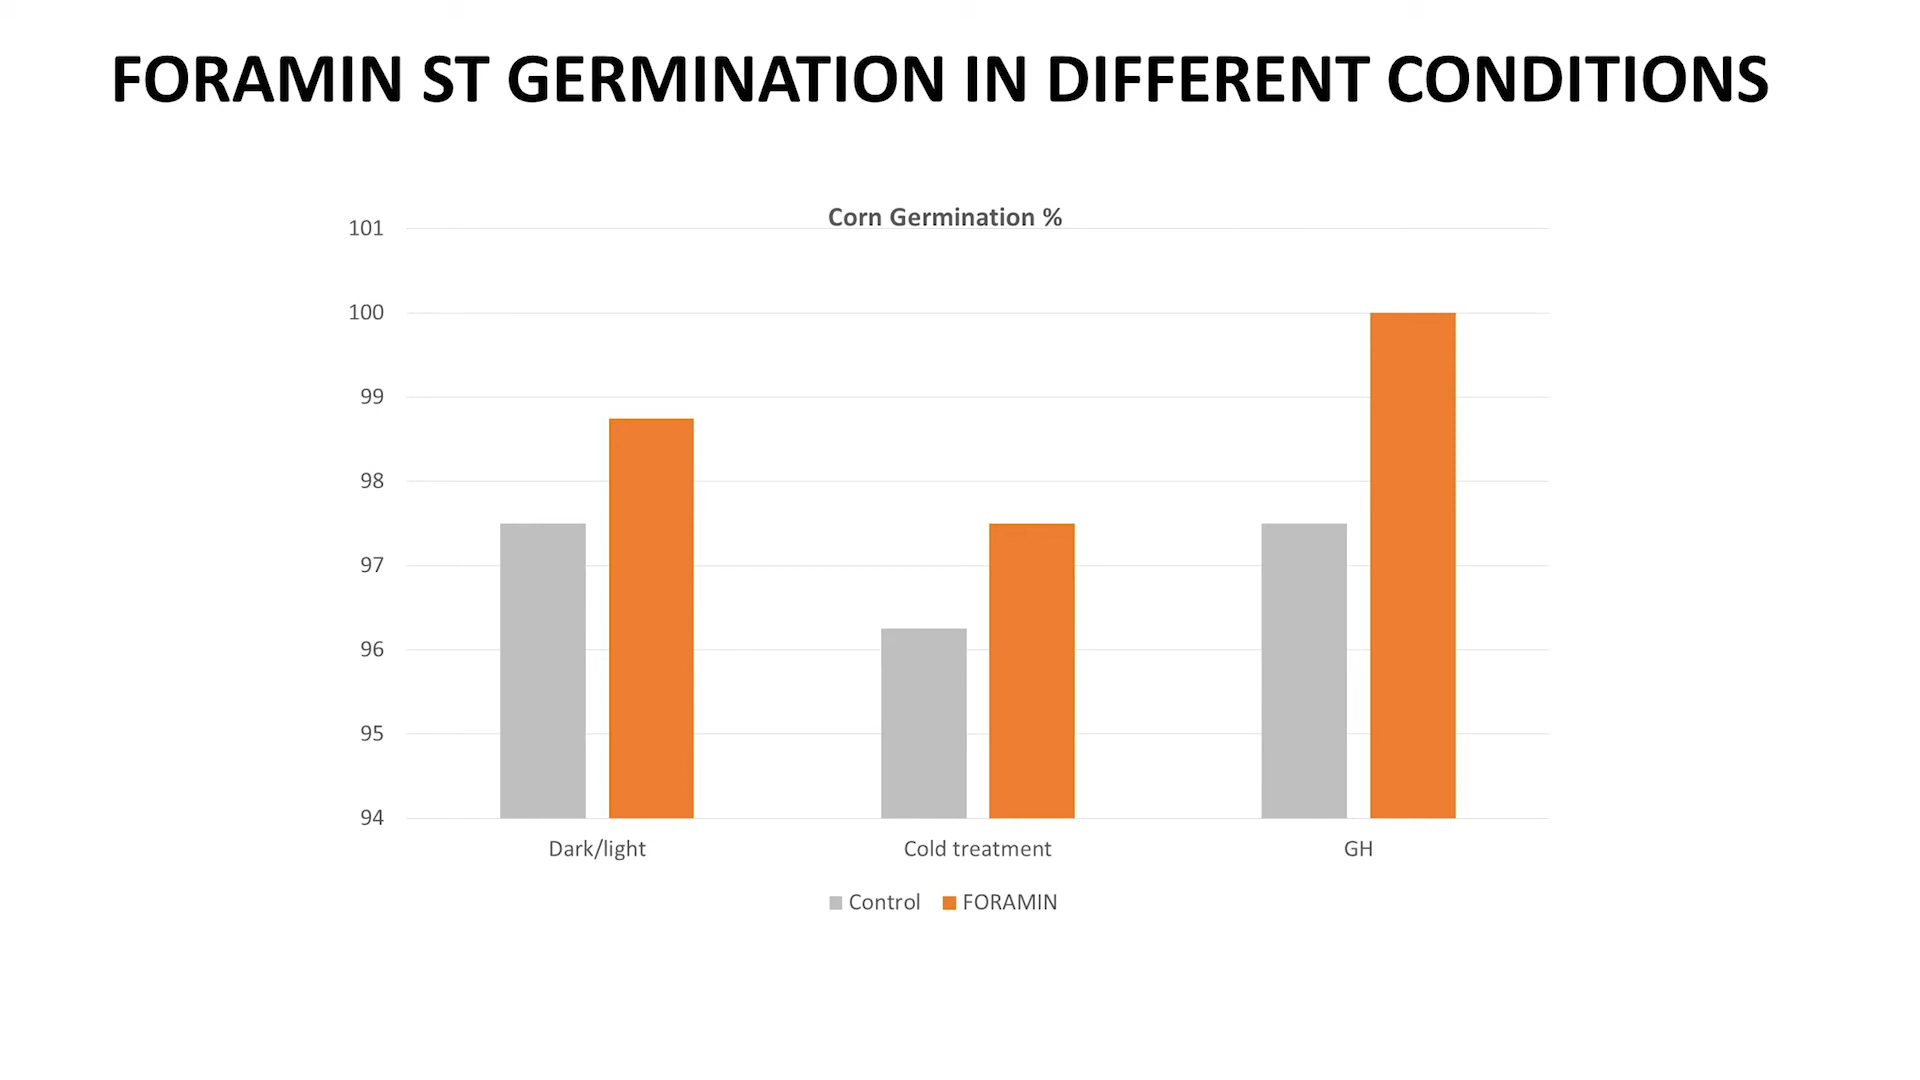 FORAMIN ST GERMINATION IN DIFFERENT CONDITIONS
Corn Germination %
101
100
99
98
97
96
95
94
Dark/light Cold treatment GH
Control FORAMIN